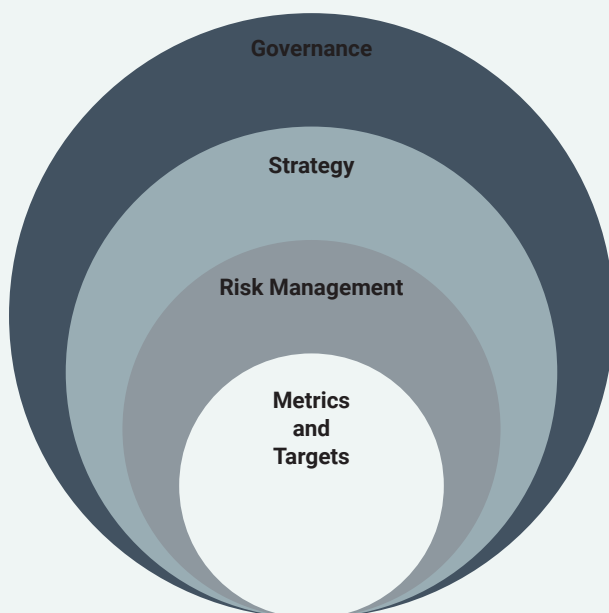 Governance
Strategy
Risk Management
Metrics
and
Targets